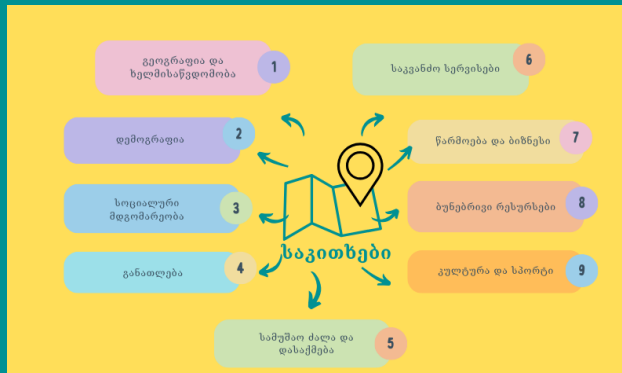 გეოგრაფია და
ხელმისაწვდომობა
1
დემოგრაფია
2
სოციალური
მდგომარეობა
3
განათლება
4
სამუშაო ძალა და
დასაქმება
5
საკვანძო სერვისები
6
წარმოება და ბიზნესი
7
ბუნებრივი რესურსები
8
კულტურა და სპორტი
9
საკითხები